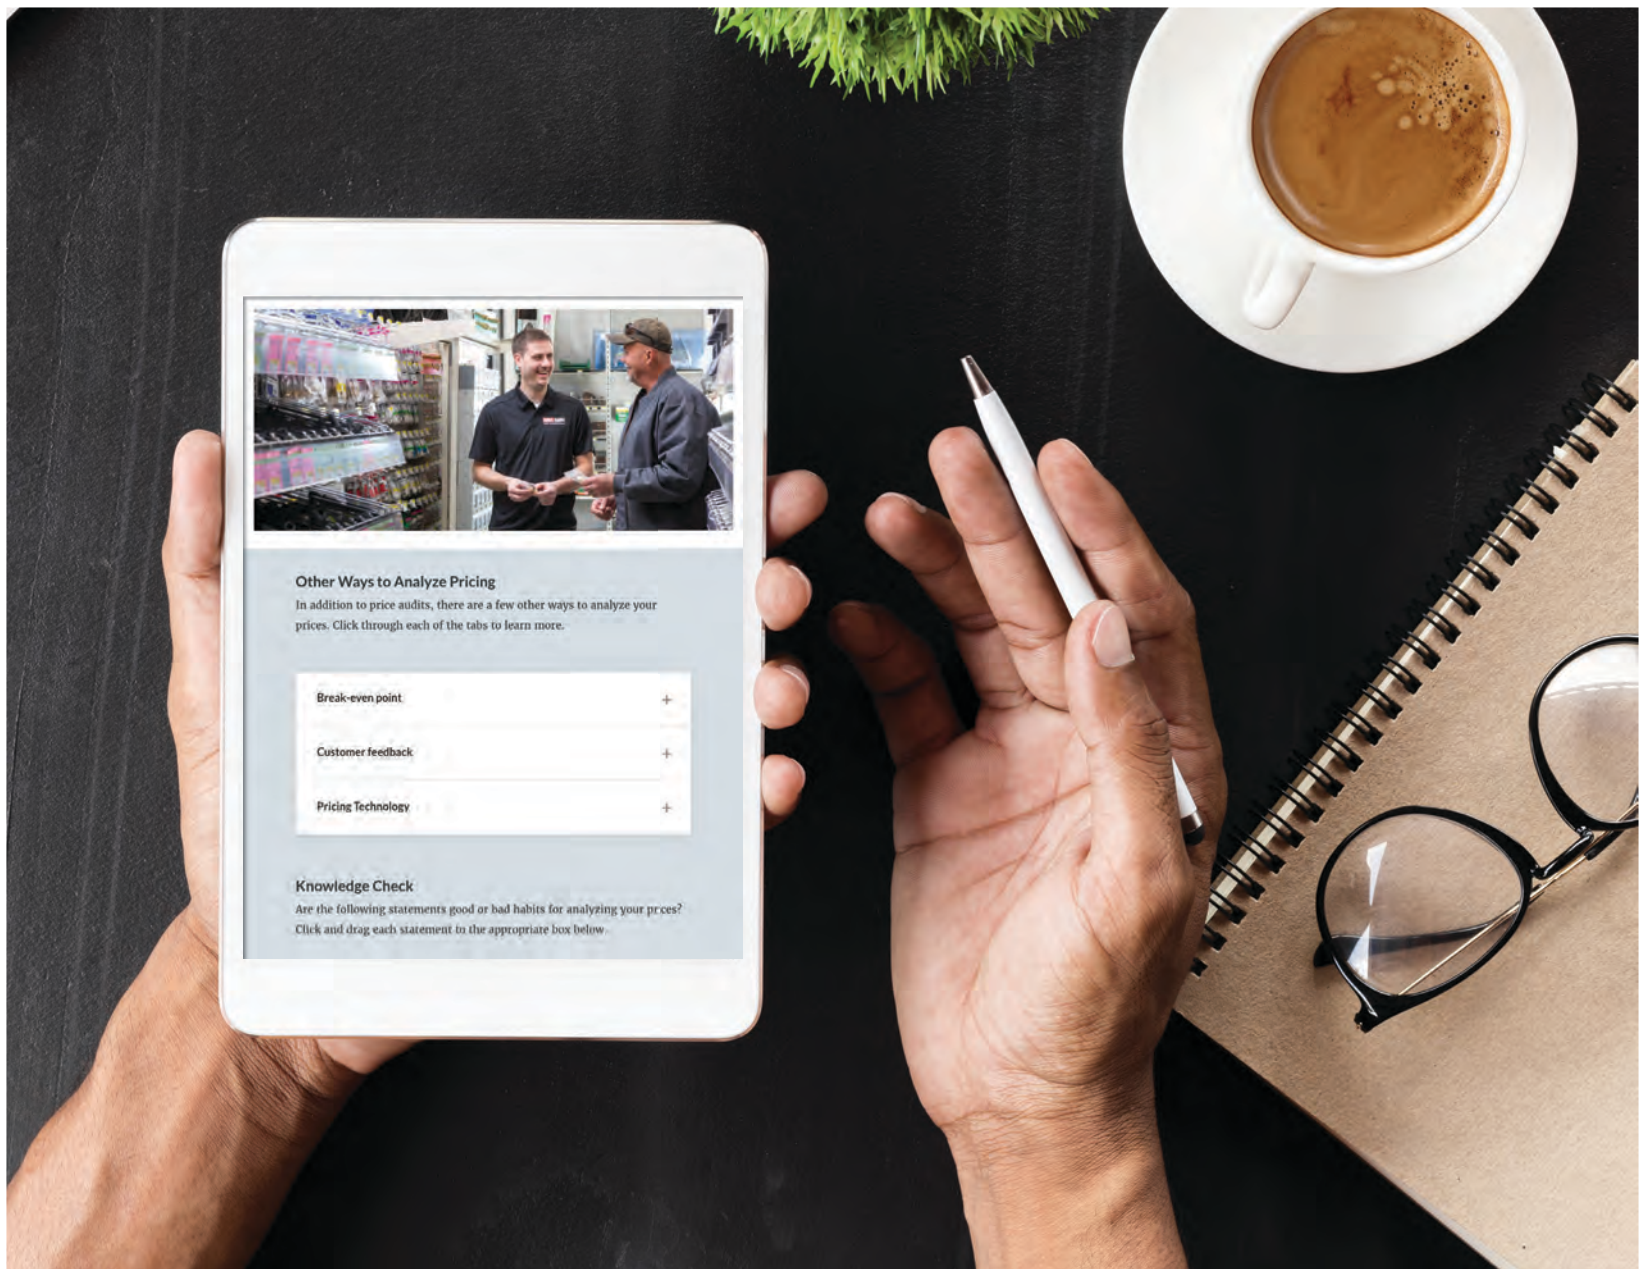 Other Ways to Analyze Pricing
In addition to price audits, there are a few other ways to analyze your
prices. Click through each of the tabs to learn more.
Break-even point +
Customer feedback +
Pricing Technology +
Knowledge Check
Are the following statements good or bad habits for analyzing your prices?
Click and drag each statement to the appropriate box below